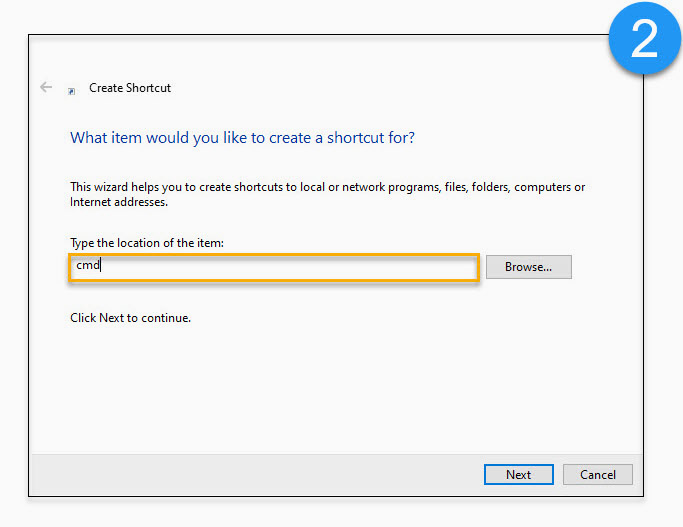 2
Create Shortcut
What item would you like to create a shortcut for?
This wizard helps you to create shortcuts to local or network programs, files, folders, computers or
Internet addresses.
Type the location of the item:
cmd
Browse...
Click Next to continue.
Next
Cancel